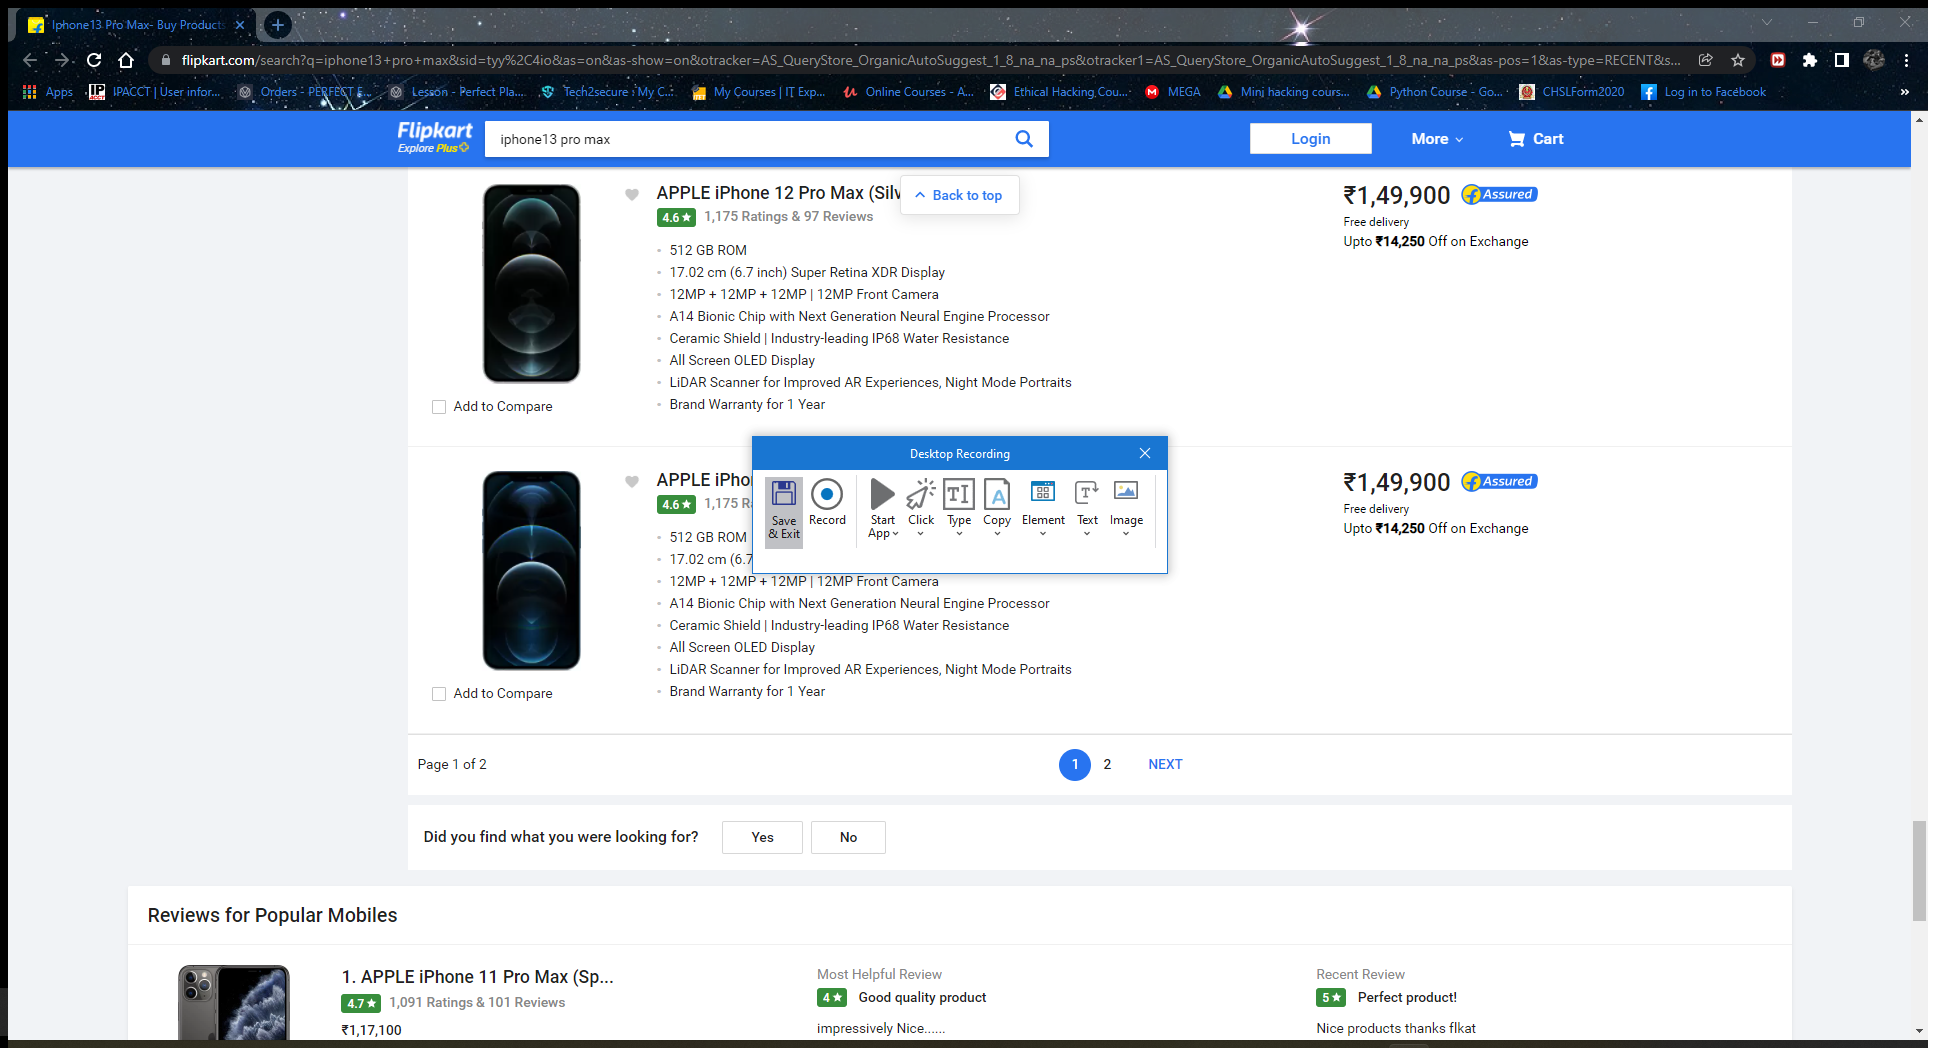 Iphone13 Pro Max- Buy Products
flipkart.com/search?q=iphone13+pro+max&sid=tyy%2C4io&as=on&as-show=on&otracker=AS_QueryStore_OrganicAutoSuggest_1_8_na_na_ps&otracker1=AS_QueryStore_OrganicAutoSuggest_1_8_na_na_ps&as-pos=1&as-type=RECENT&s...
Apps IPACCT | User infor... Orders - PERFECT E... Lesson - Perfect Pla... Tech2secure : My C... My Courses | IT Exp... Online Courses - A... Ethical Hacking Cou... MEGA Mini hacking cours... Python Course - Go... CHSLForm2020 Log in to Facebook »
Flipkart
Explore Plus
iphone13 pro max
Login More Cart
Back to top
APPLE iPhone 12 Pro Max (Silv
4.6★ 1,175 Ratings & 97 Reviews
512 GB ROM
17.02 cm (6.7 inch) Super Retina XDR Display
12MP + 12MP + 12MP | 12MP Front Camera
A14 Bionic Chip with Next Generation Neural Engine Processor
Ceramic Shield | Industry-leading IP68 Water Resistance
All Screen OLED Display
LiDAR Scanner for Improved AR Experiences, Night Mode Portraits
Brand Warranty for 1 Year
Add to Compare
₹1,49,900 Assured
Free delivery
Upto ₹14,250 Off on Exchange
Desktop Recording
Save & Exit
Record
Start App
Click
Type
Copy
Element
Text
Image
APPLE iPho
4.6★ 1,175 R
512 GB ROM
17.02 cm (6.7
12MP + 12MP + 12MP | 12MP Front Camera
A14 Bionic Chip with Next Generation Neural Engine Processor
Ceramic Shield | Industry-leading IP68 Water Resistance
All Screen OLED Display
LiDAR Scanner for Improved AR Experiences, Night Mode Portraits
Brand Warranty for 1 Year
Add to Compare
₹1,49,900 Assured
Free delivery
Upto ₹14,250 Off on Exchange
Page 1 of 2
1 2 NEXT
Did you find what you were looking for? Yes No
Reviews for Popular Mobiles
1. APPLE iPhone 11 Pro Max (Sp...
4.7★ 1,091 Ratings & 101 Reviews
₹1,17,100
Most Helpful Review
4★ Good quality product
impressively Nice......
Recent Review
5★ Perfect product!
Nice products thanks flkat